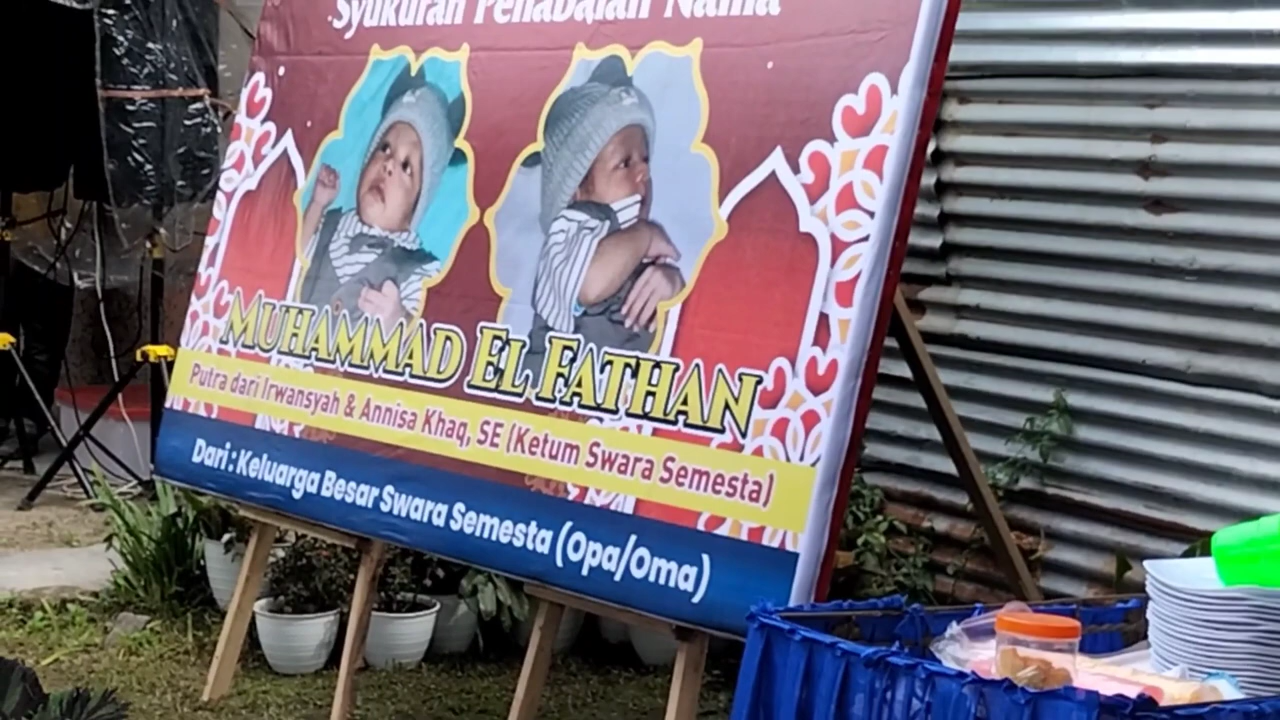 Syukuran Penabalan Nama
MUHAMMAD EL FATHAN
Putra dari Irwansyah & Annisa Khaq, SE (Ketum Swara Semesta)
Dari : Keluarga Besar Swara Semesta (Opa/Oma)